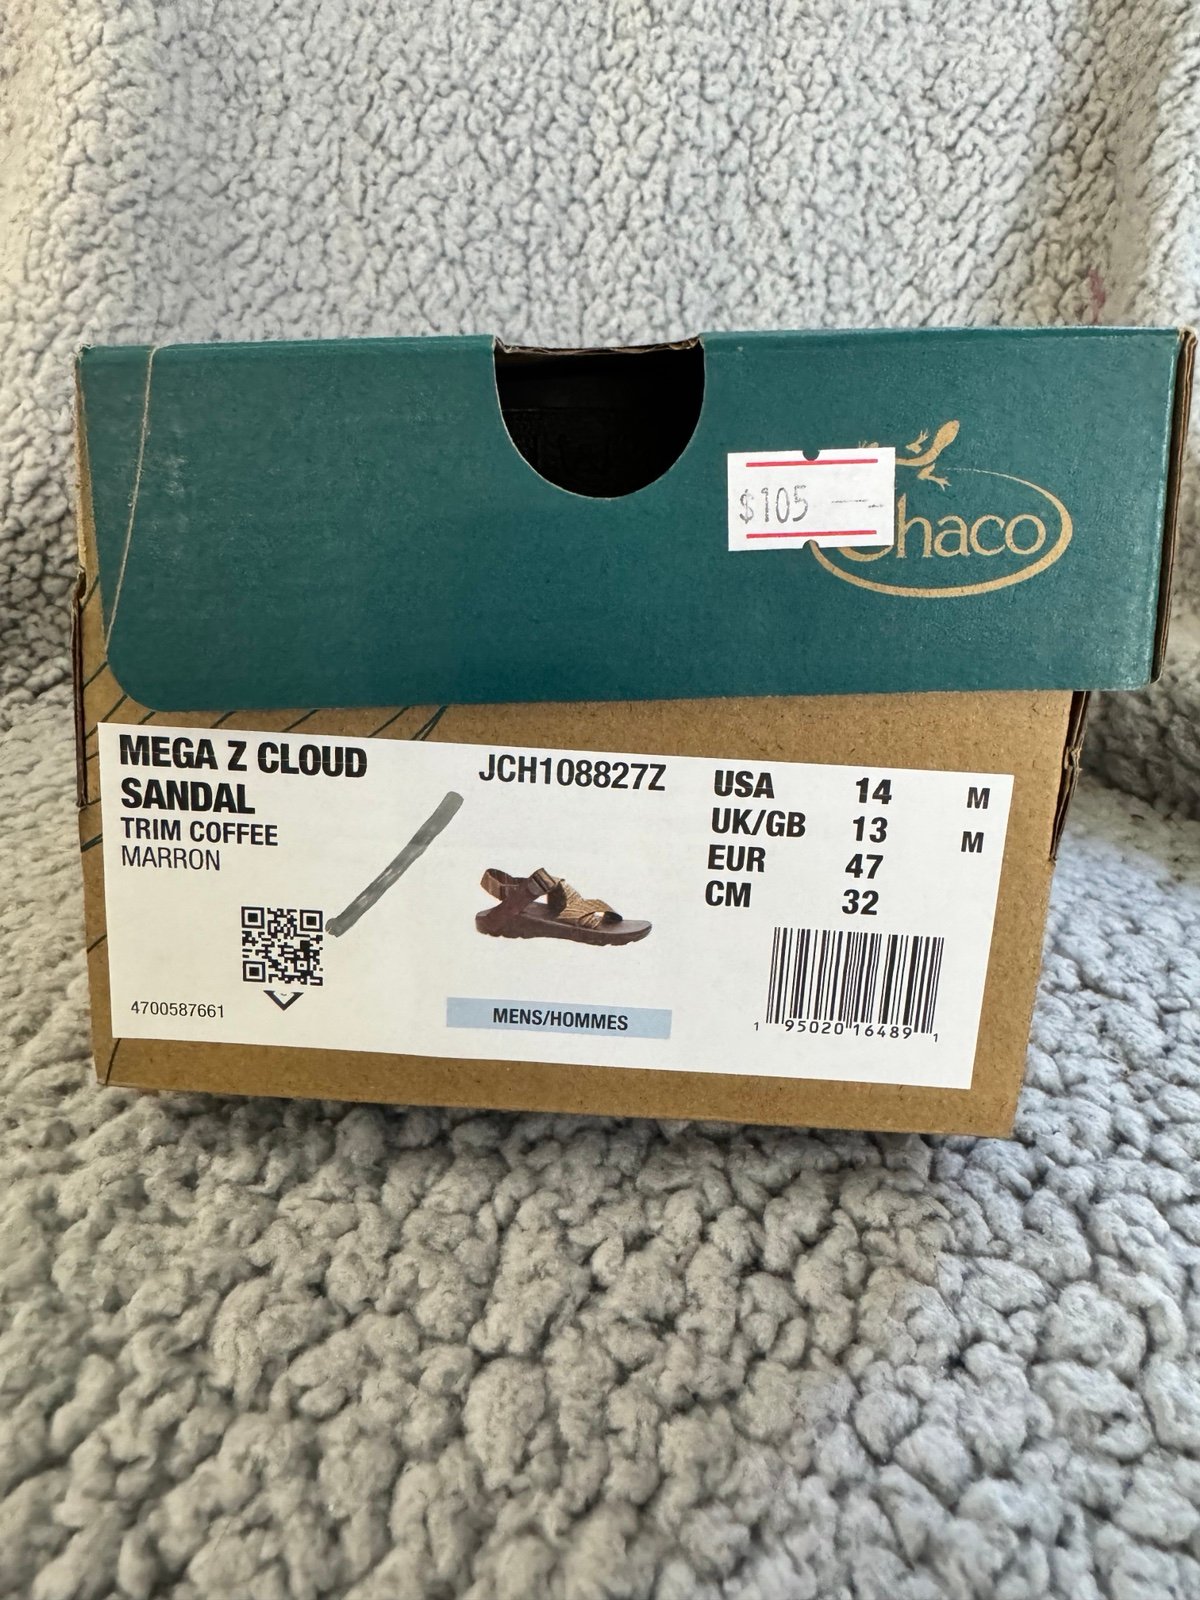 $105
Chaco
MEGA Z CLOUD
SANDAL
TRIM COFFEE
MARRON
4700587661
JCH108827Z
MENS/HOMMES
USA 14 M
UK/GB 13 M
EUR 47
CM 32
1 95020 16489 1